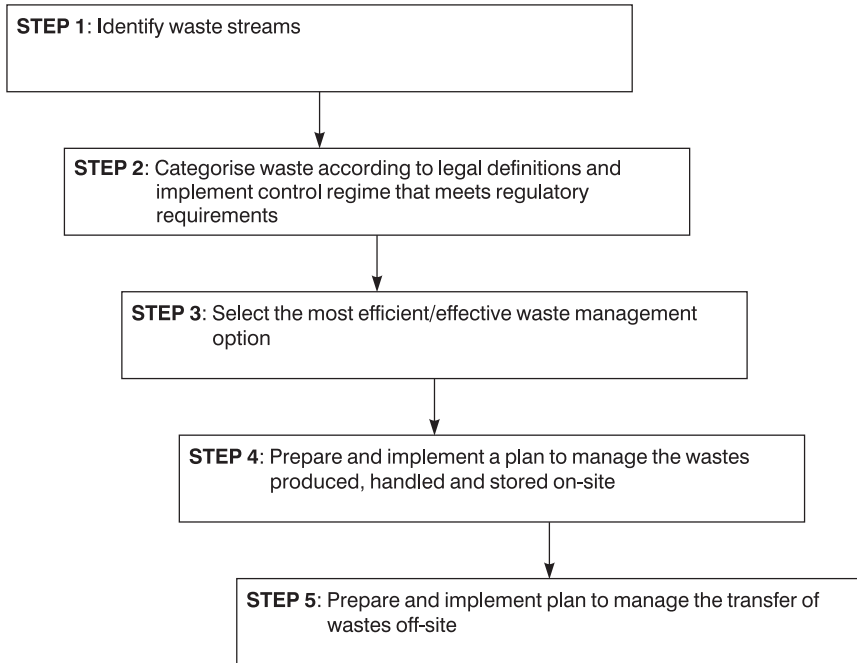 STEP 1: Identify waste streams
STEP 2: Categorise waste according to legal definitions and
implement control regime that meets regulatory
requirements
STEP 3: Select the most efficient/effective waste management
option
STEP 4: Prepare and implement a plan to manage the wastes
produced, handled and stored on-site
STEP 5: Prepare and implement plan to manage the transfer of
wastes off-site